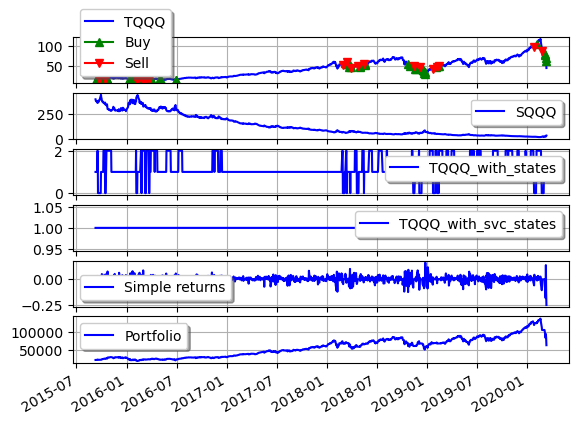 TQQQ
Buy
Sell
100
50
SQQQ
250
0
TQQQ_with_states
2
0
TQQQ_with_svc_states
1.05
1.00
0.95
Simple returns
0.00
−0.25
Portfolio
100000
50000
2015-07
2016-01
2016-07
2017-01
2017-07
2018-01
2018-07
2019-01
2019-07
2020-01